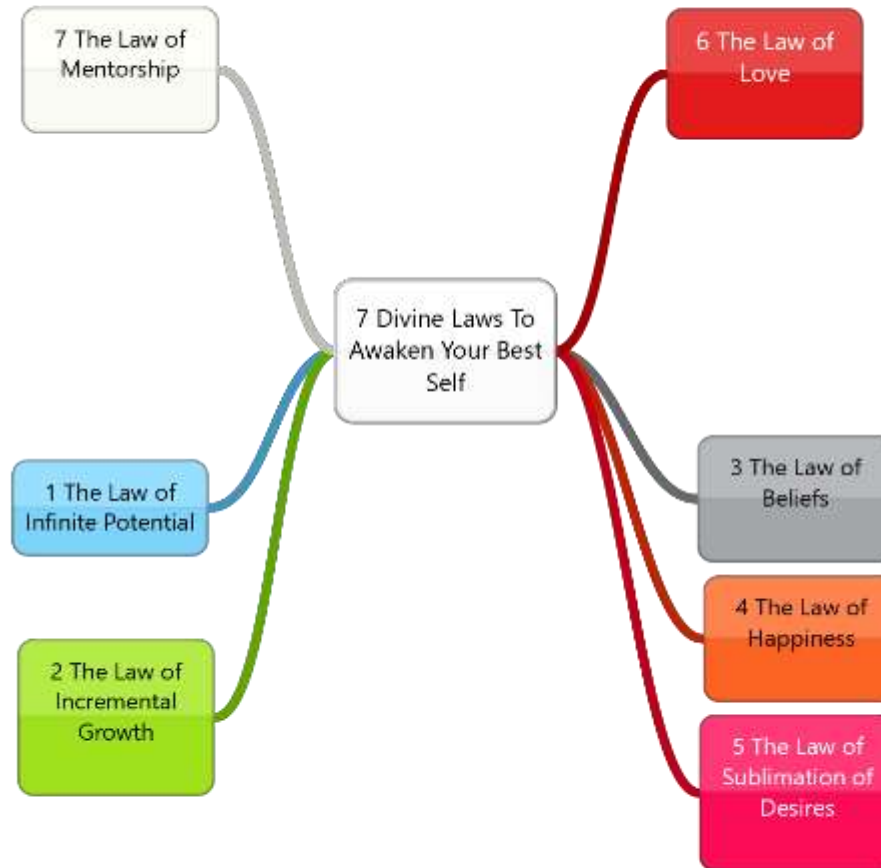 7 The Law of
Mentorship
6 The Law of
Love
7 Divine Laws To
Awaken Your Best
Self
1 The Law of
Infinite Potential
3 The Law of
Beliefs
4 The Law of
Happiness
2 The Law of
Incremental
Growth
5 The Law of
Sublimation of
Desires